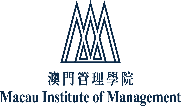 澳門管理學院
Macau Institute of Management